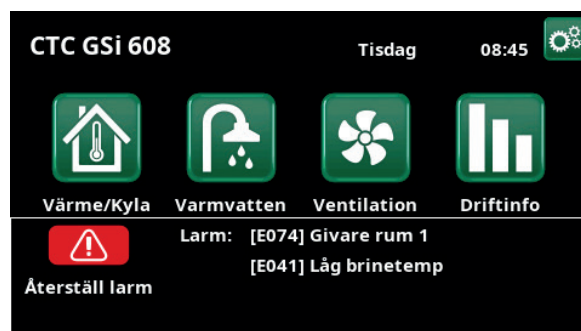 CTC GSi 608 Tisdag 08:45
Värme/Kyla Varmvatten Ventilation Driftinfo
Larm: [E074] Givare rum 1
[E041] Låg brinetemp
Återställ larm